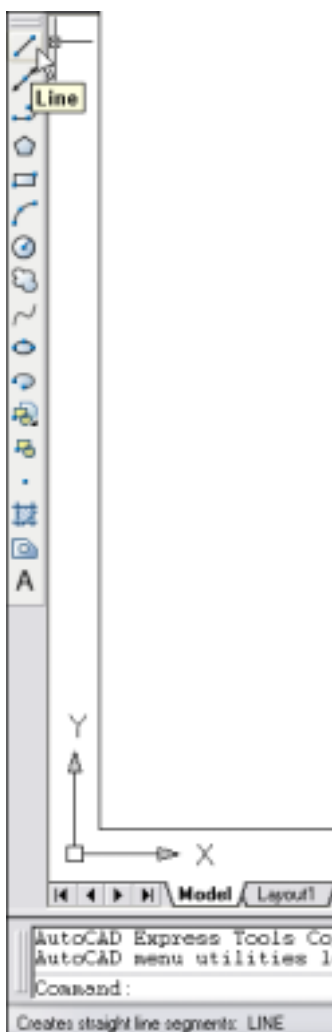 Line
A
Y
X
Model Layout1
AutoCAD Express Tools Co
AutoCAD menu utilities l
Command:
Creates straight line segments: LINE